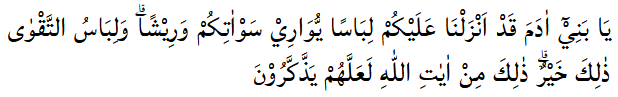 يَا بَنِيْٓ اٰدَمَ قَدْ اَنْزَلْنَا عَلَيْكُمْ لِبَاسًا يُّوَارِيْ سَوْاٰتِكُمْ وَرِيْشًاۗ وَلِبَاسُ التَّقْوٰى
ذٰلِكَ خَيْرٌۗ ذٰلِكَ مِنْ اٰيٰتِ اللّٰهِ لَعَلَّهُمْ يَذَّكَّرُوْنَ